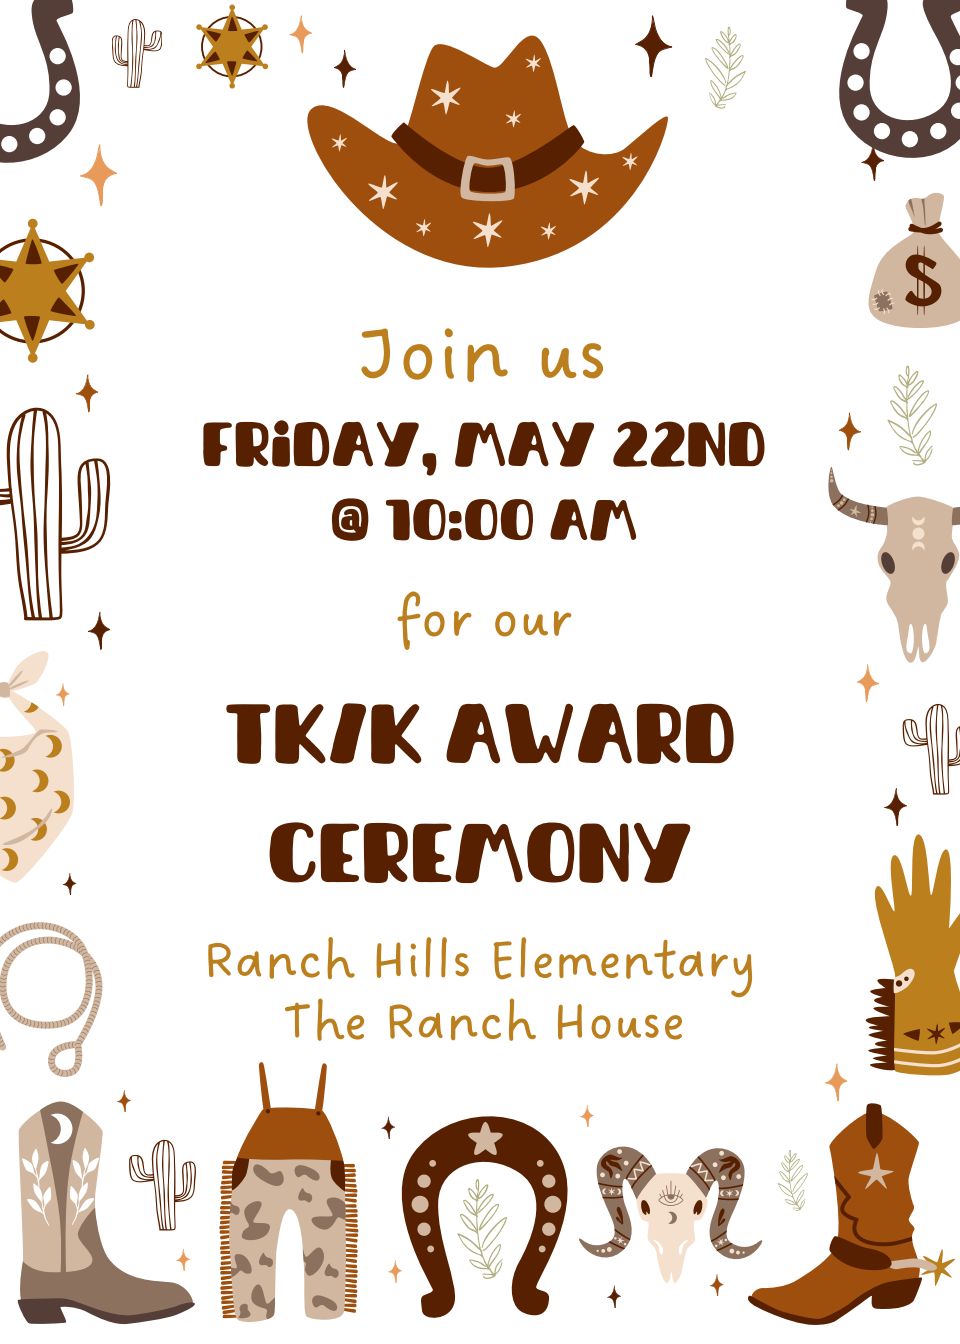 $
Join us
FRiDAY, MAY 22ND
@ 10:00 AM
for our
TK/K AWARD
CEREMONY
Ranch Hills Elementary
The Ranch House